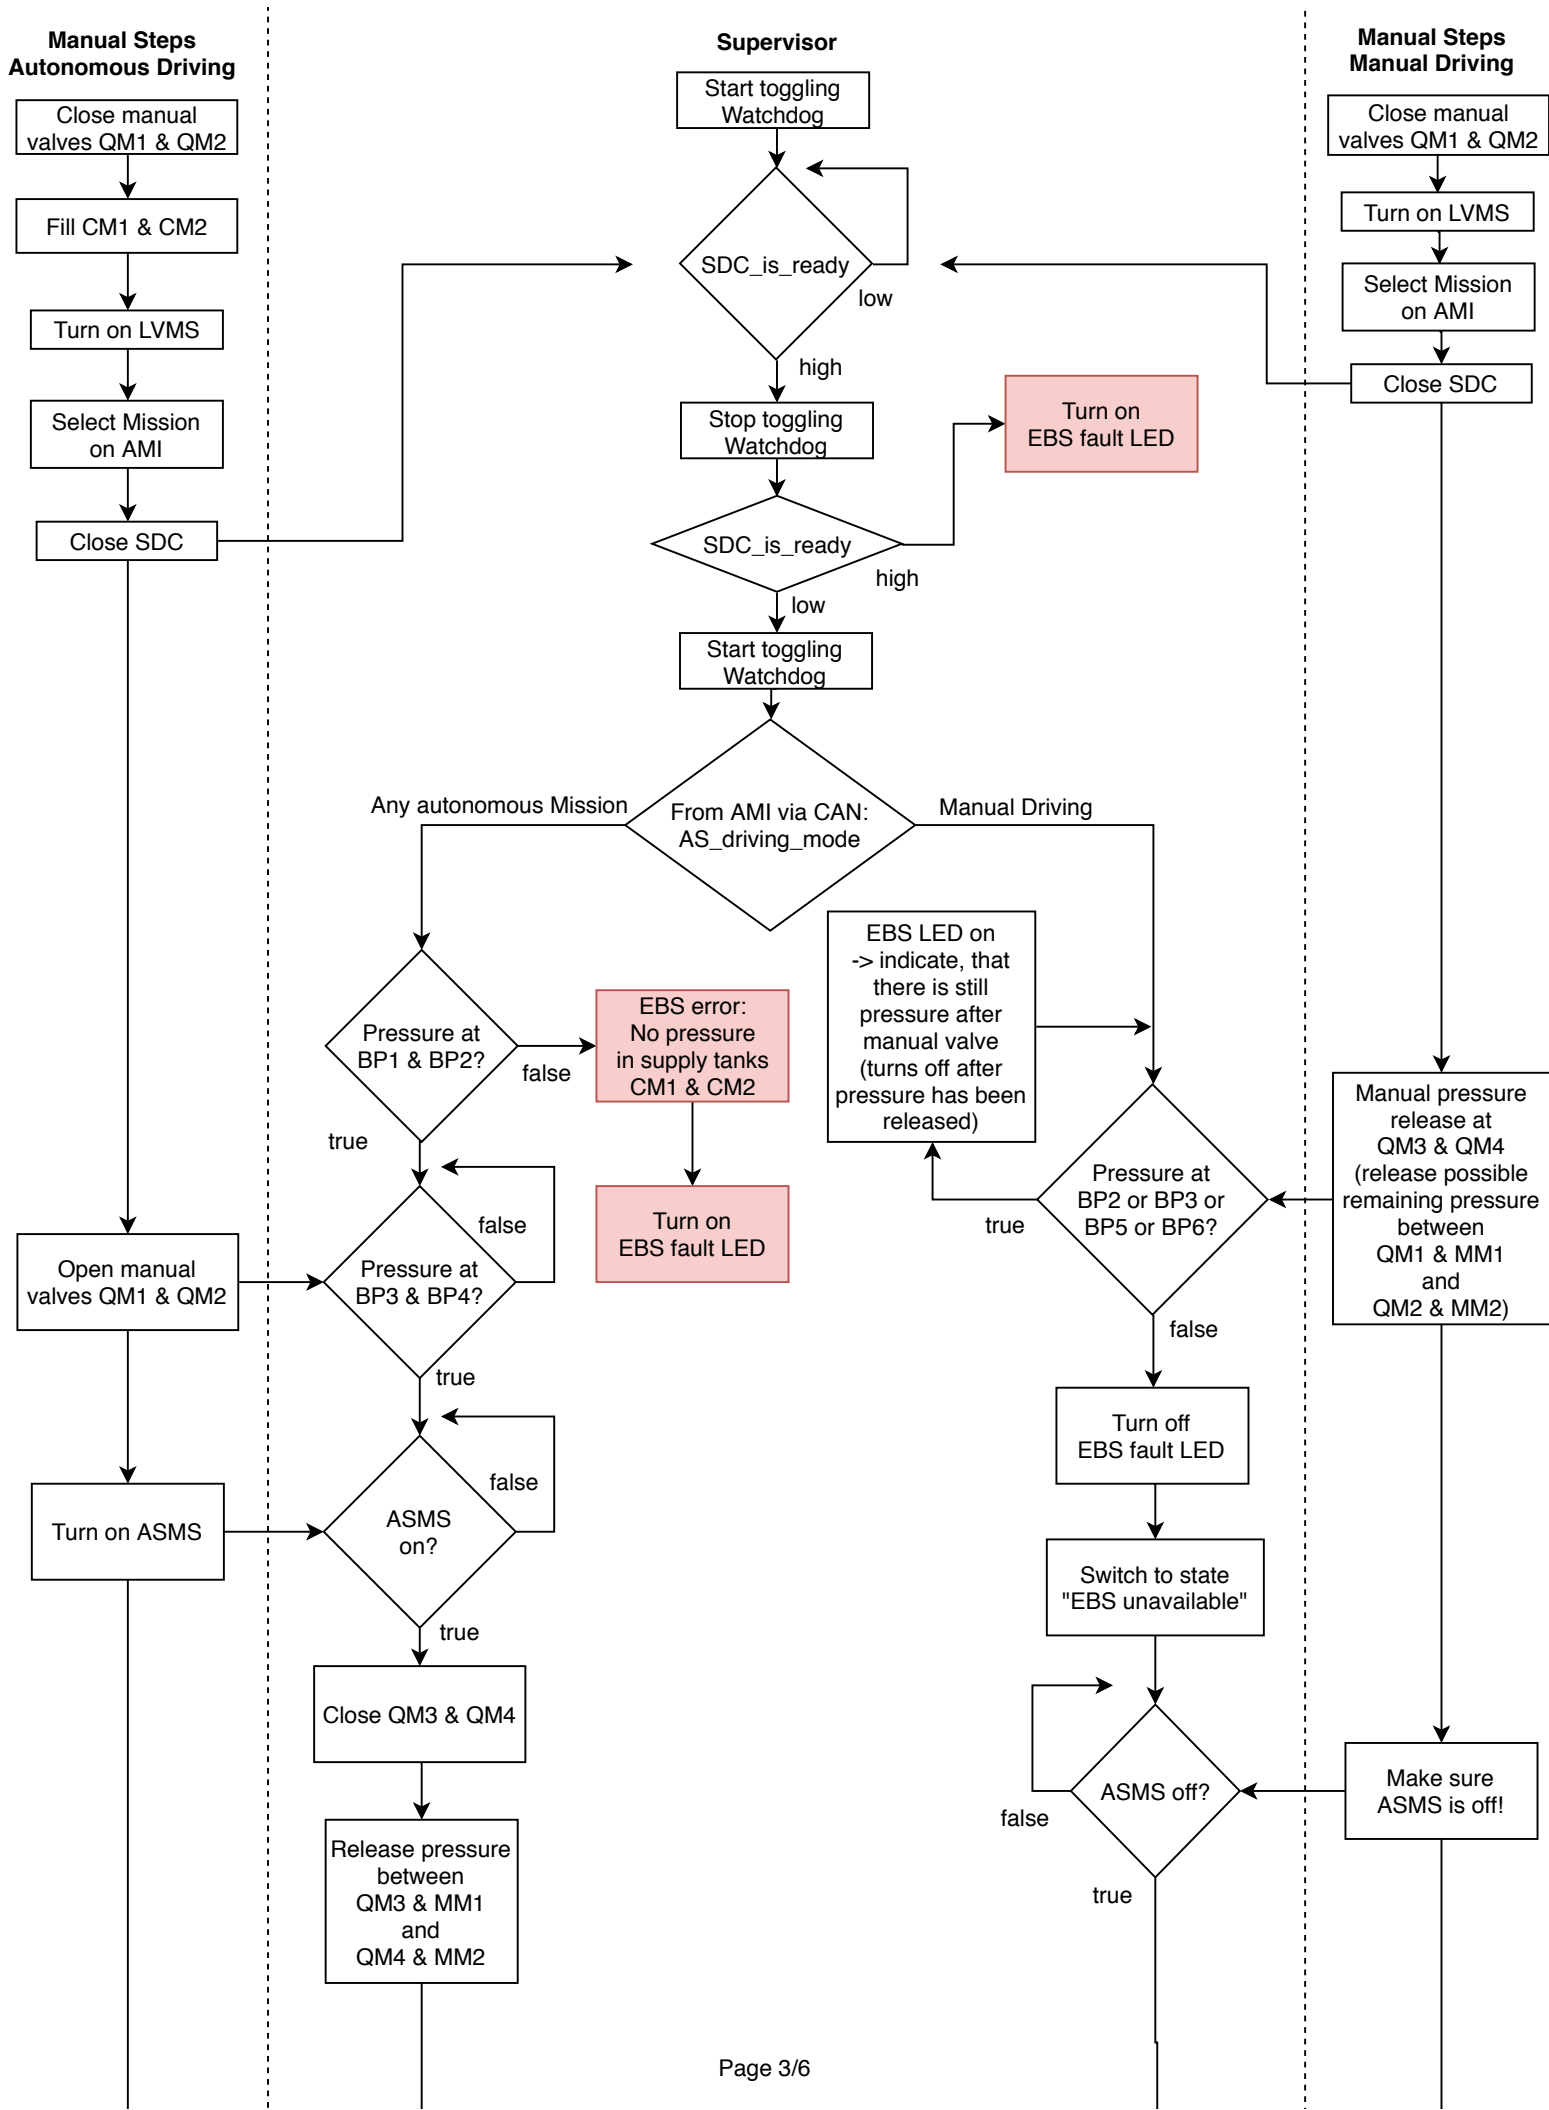 Manual Steps
Autonomous Driving
Close manual
valves QM1 & QM2
Fill CM1 & CM2
Turn on LVMS
Select Mission
on AMI
Close SDC
Open manual
valves QM1 & QM2
Turn on ASMS
Supervisor
Start toggling
Watchdog
SDC_is_ready
low
high
Stop toggling
Watchdog
Turn on
EBS fault LED
SDC_is_ready
high
low
Start toggling
Watchdog
From AMI via CAN:
AS_driving_mode
Any autonomous Mission
Manual Driving
Pressure at
BP1 & BP2?
false
true
EBS error:
No pressure
in supply tanks
CM1 & CM2
Turn on
EBS fault LED
Pressure at
BP3 & BP4?
false
true
ASMS
on?
false
true
Close QM3 & QM4
Release pressure
between
QM3 & MM1
and
QM4 & MM2
EBS LED on
-> indicate, that
there is still
pressure after
manual valve
(turns off after
pressure has been
released)
Pressure at
BP2 or BP3 or
BP5 or BP6?
true
false
Turn off
EBS fault LED
Switch to state
"EBS unavailable"
ASMS off?
false
true
Manual Steps
Manual Driving
Close manual
valves QM1 & QM2
Turn on LVMS
Select Mission
on AMI
Close SDC
Manual pressure
release at
QM3 & QM4
(release possible
remaining pressure
between
QM1 & MM1
and
QM2 & MM2)
Make sure
ASMS is off!
Page 3/6